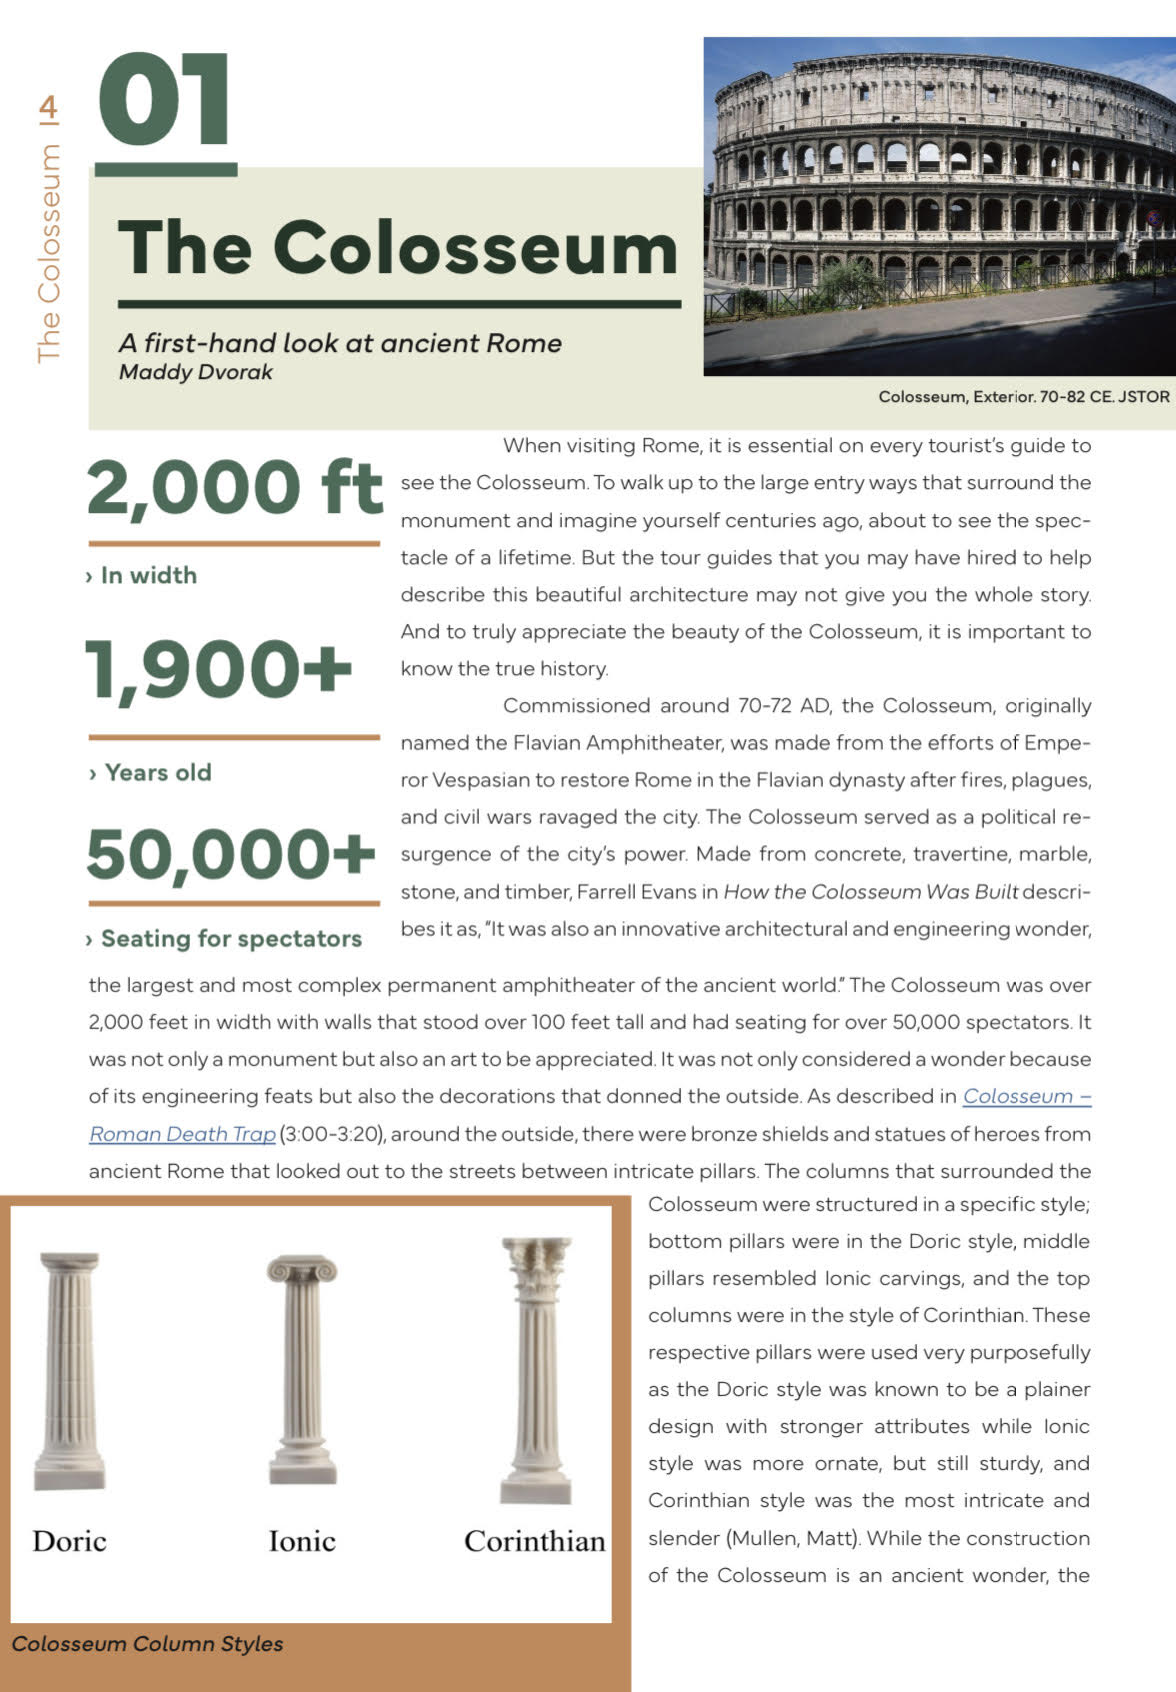 The Colosseum 4
01
The Colosseum
A first-hand look at ancient Rome
Maddy Dvorak
Colosseum, Exterior. 70-82 CE. JSTOR
2,000 ft
› In width
1,900+
› Years old
50,000+
› Seating for spectators
When visiting Rome, it is essential on every tourist's guide to
see the Colosseum. To walk up to the large entry ways that surround the
monument and imagine yourself centuries ago, about to see the spec-
tacle of a lifetime. But the tour guides that you may have hired to help
describe this beautiful architecture may not give you the whole story.
And to truly appreciate the beauty of the Colosseum, it is important to
know the true history.
Commissioned around 70-72 AD, the Colosseum, originally
named the Flavian Amphitheater, was made from the efforts of Empe-
ror Vespasian to restore Rome in the Flavian dynasty after fires, plagues,
and civil wars ravaged the city. The Colosseum served as a political re-
surgence of the city's power. Made from concrete, travertine, marble,
stone, and timber, Farrell Evans in How the Colosseum Was Built descri-
bes it as, "It was also an innovative architectural and engineering wonder,
the largest and most complex permanent amphitheater of the ancient world." The Colosseum was over
2,000 feet in width with walls that stood over 100 feet tall and had seating for over 50,000 spectators. It
was not only a monument but also an art to be appreciated. It was not only considered a wonder because
of its engineering feats but also the decorations that donned the outside. As described in Colosseum –
Roman Death Trap (3:00-3:20), around the outside, there were bronze shields and statues of heroes from
ancient Rome that looked out to the streets between intricate pillars. The columns that surrounded the
Colosseum were structured in a specific style;
bottom pillars were in the Doric style, middle
pillars resembled Ionic carvings, and the top
columns were in the style of Corinthian. These
respective pillars were used very purposefully
as the Doric style was known to be a plainer
design with stronger attributes while Ionic
style was more ornate, but still sturdy, and
Corinthian style was the most intricate and
slender (Mullen, Matt). While the construction
of the Colosseum is an ancient wonder, the
Doric
Ionic
Corinthian
Colosseum Column Styles